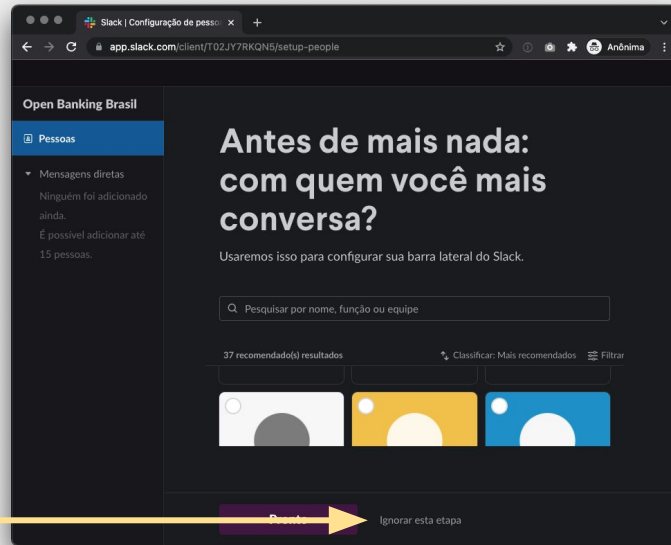 Slack | Configuração de pesso
app.slack.com/client/T02JY7RKQN5/setup-people
Anônima
Open Banking Brasil
Pessoas
Mensagens diretas
Ninguém foi adicionado
ainda.
É possível adicionar até
15 pessoas.
Antes de mais nada:
com quem você mais
conversa?
Usaremos isso para configurar sua barra lateral do Slack.
Pesquisar por nome, função ou equipe
37 recomendado(s) resultados
Classificar: Mais recomendados
Filtrar
Pronto
Ignorar esta etapa